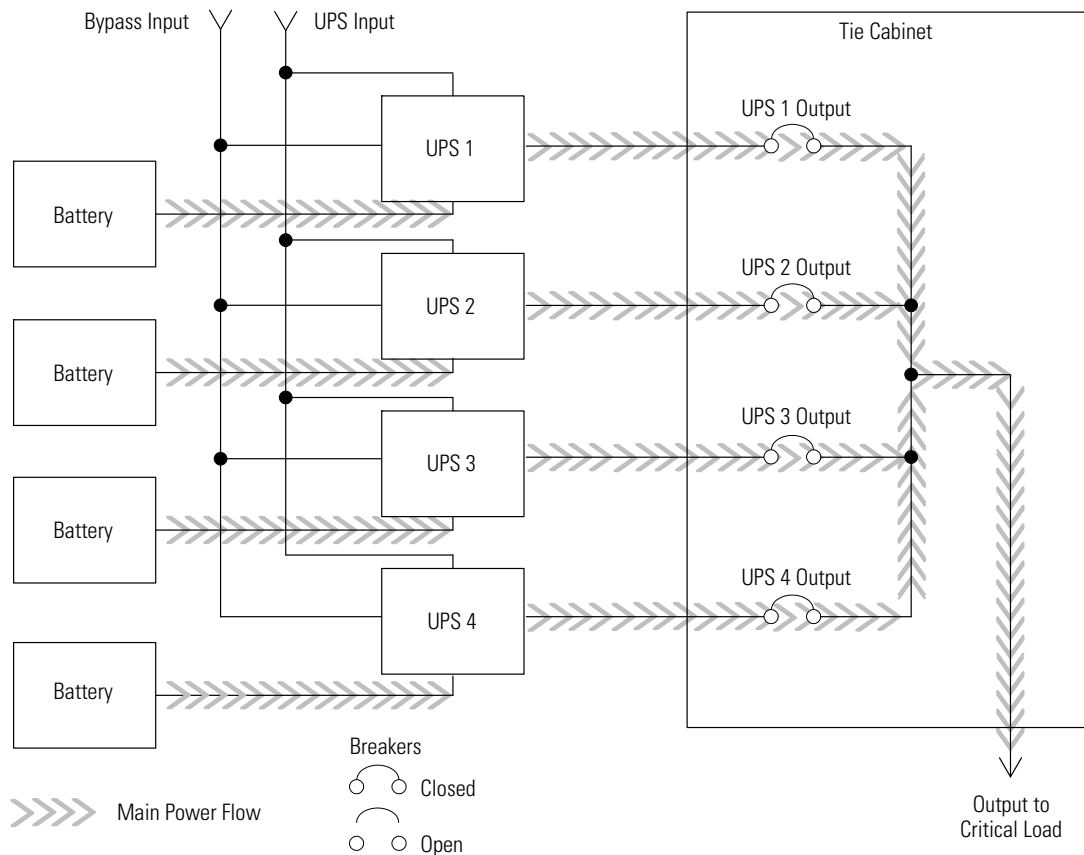 Bypass Input
UPS Input
Tie Cabinet
UPS 1 Output
UPS 1
Battery
UPS 2 Output
UPS 2
Battery
UPS 3 Output
UPS 3
Battery
UPS 4 Output
UPS 4
Battery
Breakers
Closed
Main Power Flow
Open
Output to
Critical Load